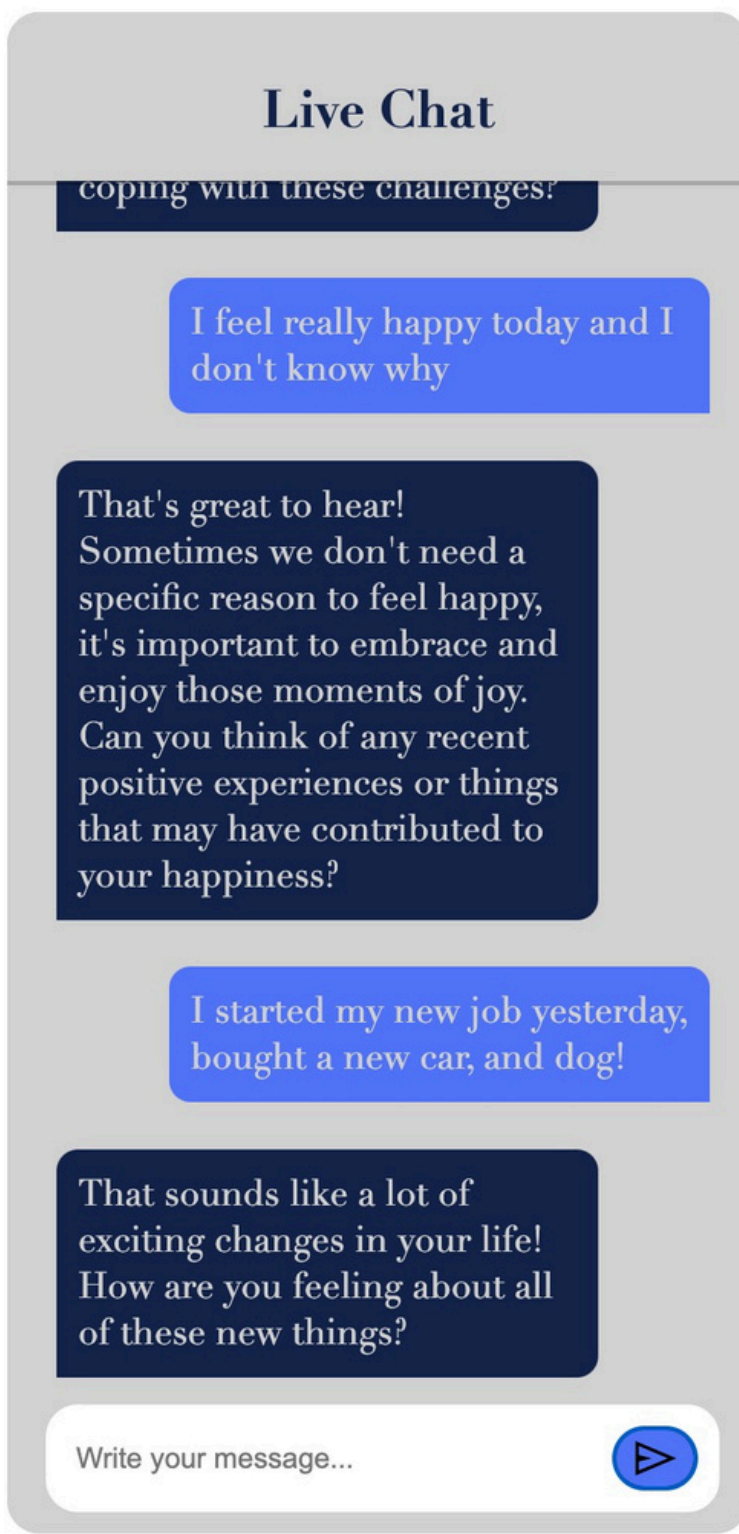 Live Chat
coping with these challenges?
I feel really happy today and I
don't know why
That's great to hear!
Sometimes we don't need a
specific reason to feel happy,
it's important to embrace and
enjoy those moments of joy.
Can you think of any recent
positive experiences or things
that may have contributed to
your happiness?
I started my new job yesterday,
bought a new car, and dog!
That sounds like a lot of
exciting changes in your life!
How are you feeling about all
of these new things?
Write your message...